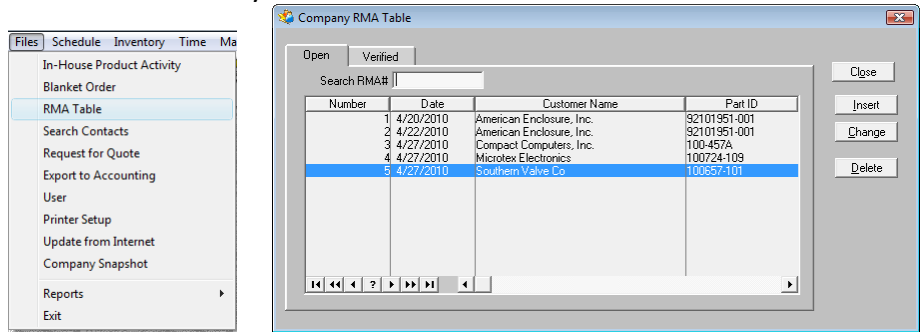 Files Schedule Inventory Time Ma
In-House Product Activity
Blanket Order
RMA Table
Search Contacts
Request for Quote
Export to Accounting
User
Printer Setup
Update from Internet
Company Snapshot
Reports
Exit
Company RMA Table
Open Verified
Search RMA#
Number Date Customer Name Part ID
1 4/20/2010 American Enclosure, Inc. 92101951-001
2 4/22/2010 American Enclosure, Inc. 92101951-001
3 4/27/2010 Compact Computers, Inc. 100-457A
4 4/27/2010 Microtex Electronics 100724-109
5 4/27/2010 Southern Valve Co 100657-101
?
Close
Insert
Change
Delete